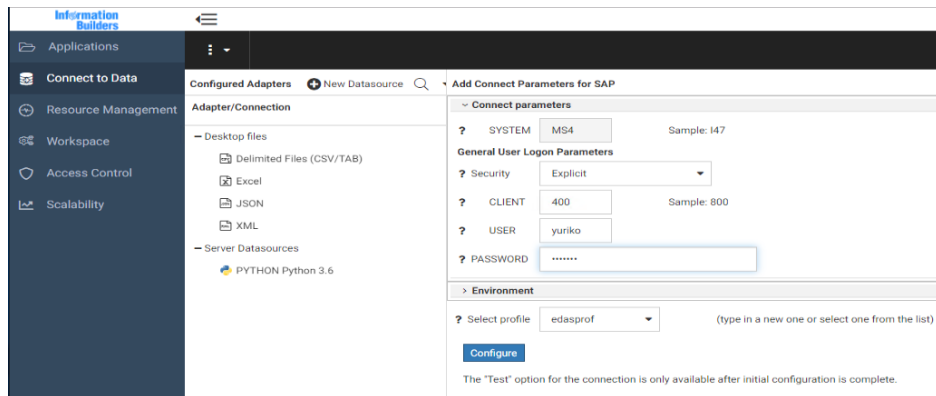 Information
Builders
Applications
Connect to Data
Resource Management
Workspace
Access Control
Scalability
Configured Adapters New Datasource
Adapter/Connection
Desktop files
Delimited Files (CSV/TAB)
Excel
JSON
XML
Server Datasources
PYTHON Python 3.6
Add Connect Parameters for SAP
Connect parameters
? SYSTEM MS4 Sample: I47
General User Logon Parameters
? Security Explicit
? CLIENT 400 Sample: 800
? USER yuriko
? PASSWORD •••••••
> Environment
? Select profile edasprof (type in a new one or select one from the list)
Configure
The "Test" option for the connection is only available after initial configuration is complete.